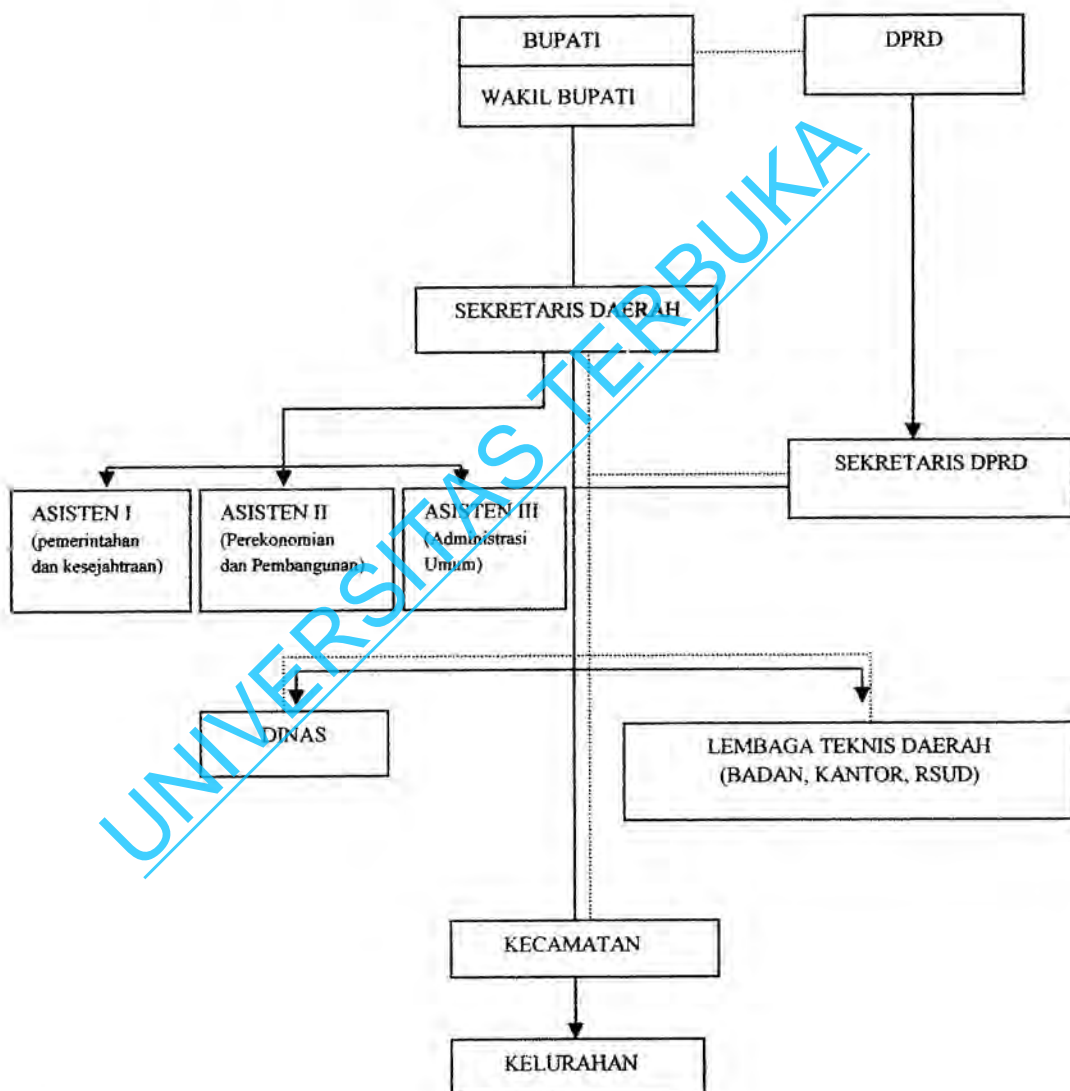 BUPATI
DPRD
WAKIL BUPATI
SEKRETARIS DAERAH
SEKRETARIS DPRD
ASISTEN I
(pemerintahan
dan kesejahtraan)
ASISTEN II
(Perekonomian
dan Pembangunan)
ASISTEN III
(Administrasi
Umum)
DINAS
LEMBAGA TEKNIS DAERAH
(BADAN, KANTOR, RSUD)
KECAMATAN
KELURAHAN
UNIVERSITAS TERBUKA